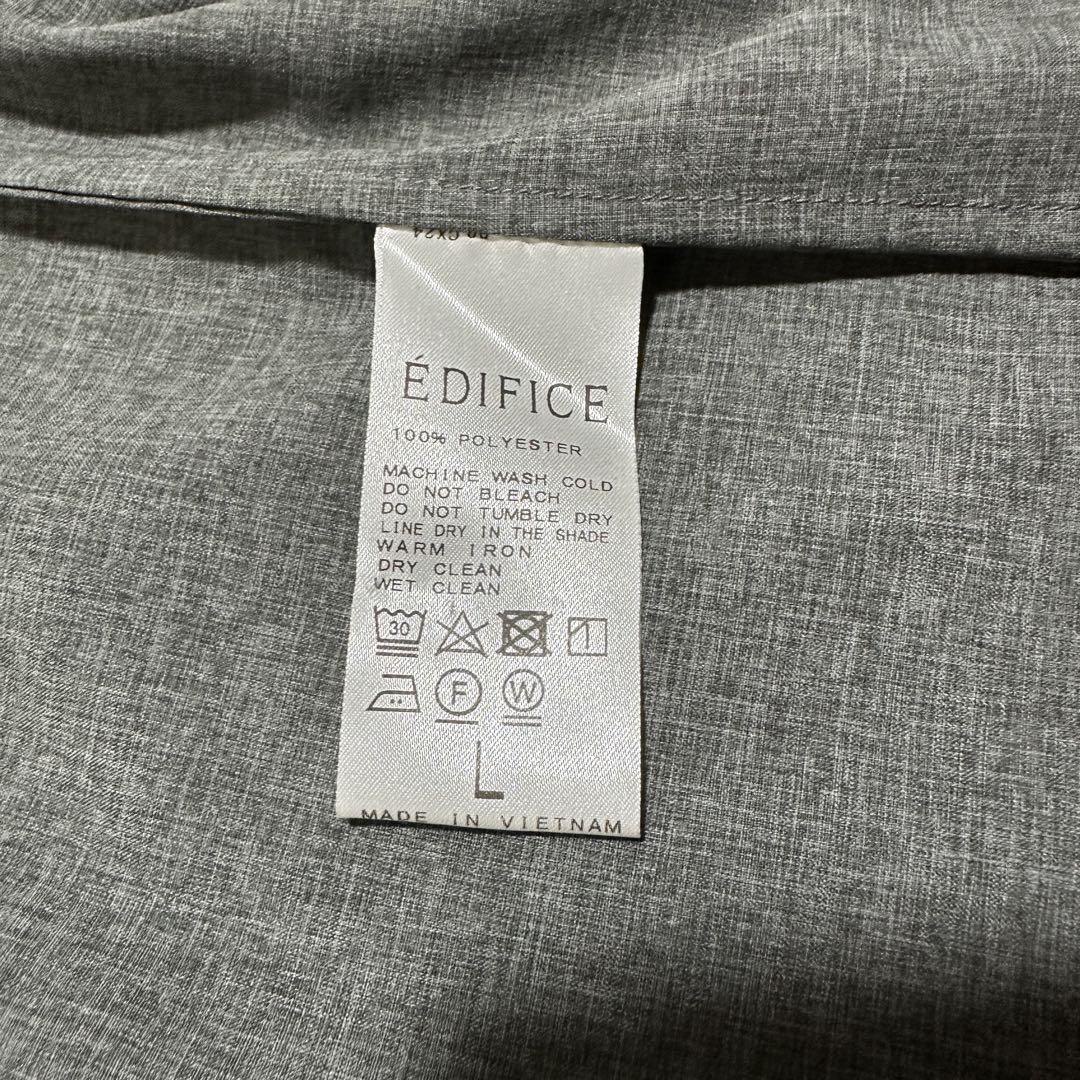 ÉDIFICE
100% POLYESTER
MACHINE WASH COLD
DO NOT BLEACH
DO NOT TUMBLE DRY
LINE DRY IN THE SHADE
WARM IRON
DRY CLEAN
WET CLEAN
30
F W
L
MADE IN VIETNAM